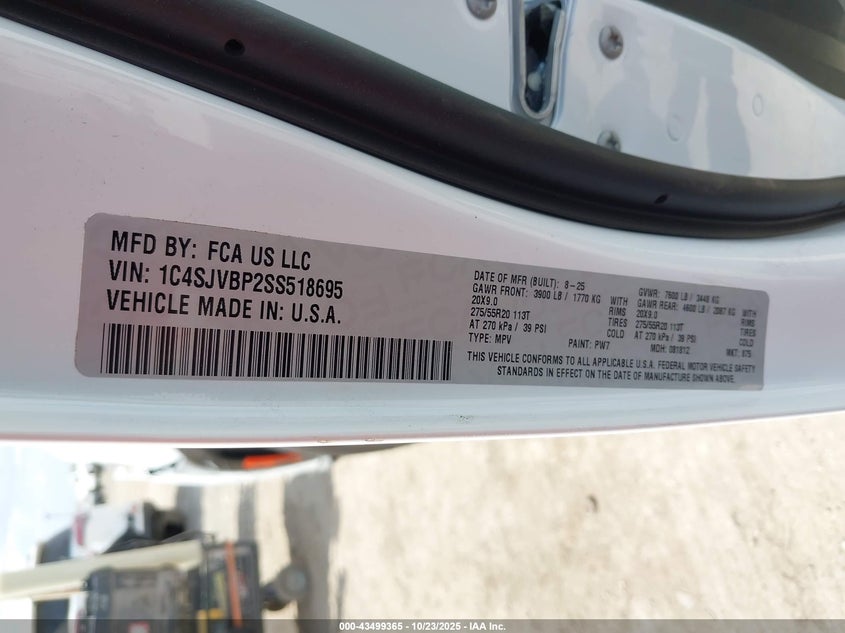 MFD BY: FCA US LLC
VIN: 1C4SJVBP2SS518695
VEHICLE MADE IN: U.S.A.
DATE OF MFR (BUILT): 8-25 GVWR: 7600 LB / 3448 KG
GAWR FRONT: 3900 LB / 1770 KG WITH GAWR REAR: 4600 LB / 2087 KG WITH
20X9.0 RIMS 20X9.0 RIMS
275/55R20 113T TIRES 275/55R20 113T TIRES
AT 270 kPa / 39 PSI COLD AT 270 kPa / 39 PSI COLD
TYPE: MPV PAINT: PW7 MDH: 081812 MKT: 875
THIS VEHICLE CONFORMS TO ALL APPLICABLE U.S.A. FEDERAL MOTOR VEHICLE SAFETY
STANDARDS IN EFFECT ON THE DATE OF MANUFACTURE SHOWN ABOVE.
000-43499365 - 10/23/2025 - IAA Inc.